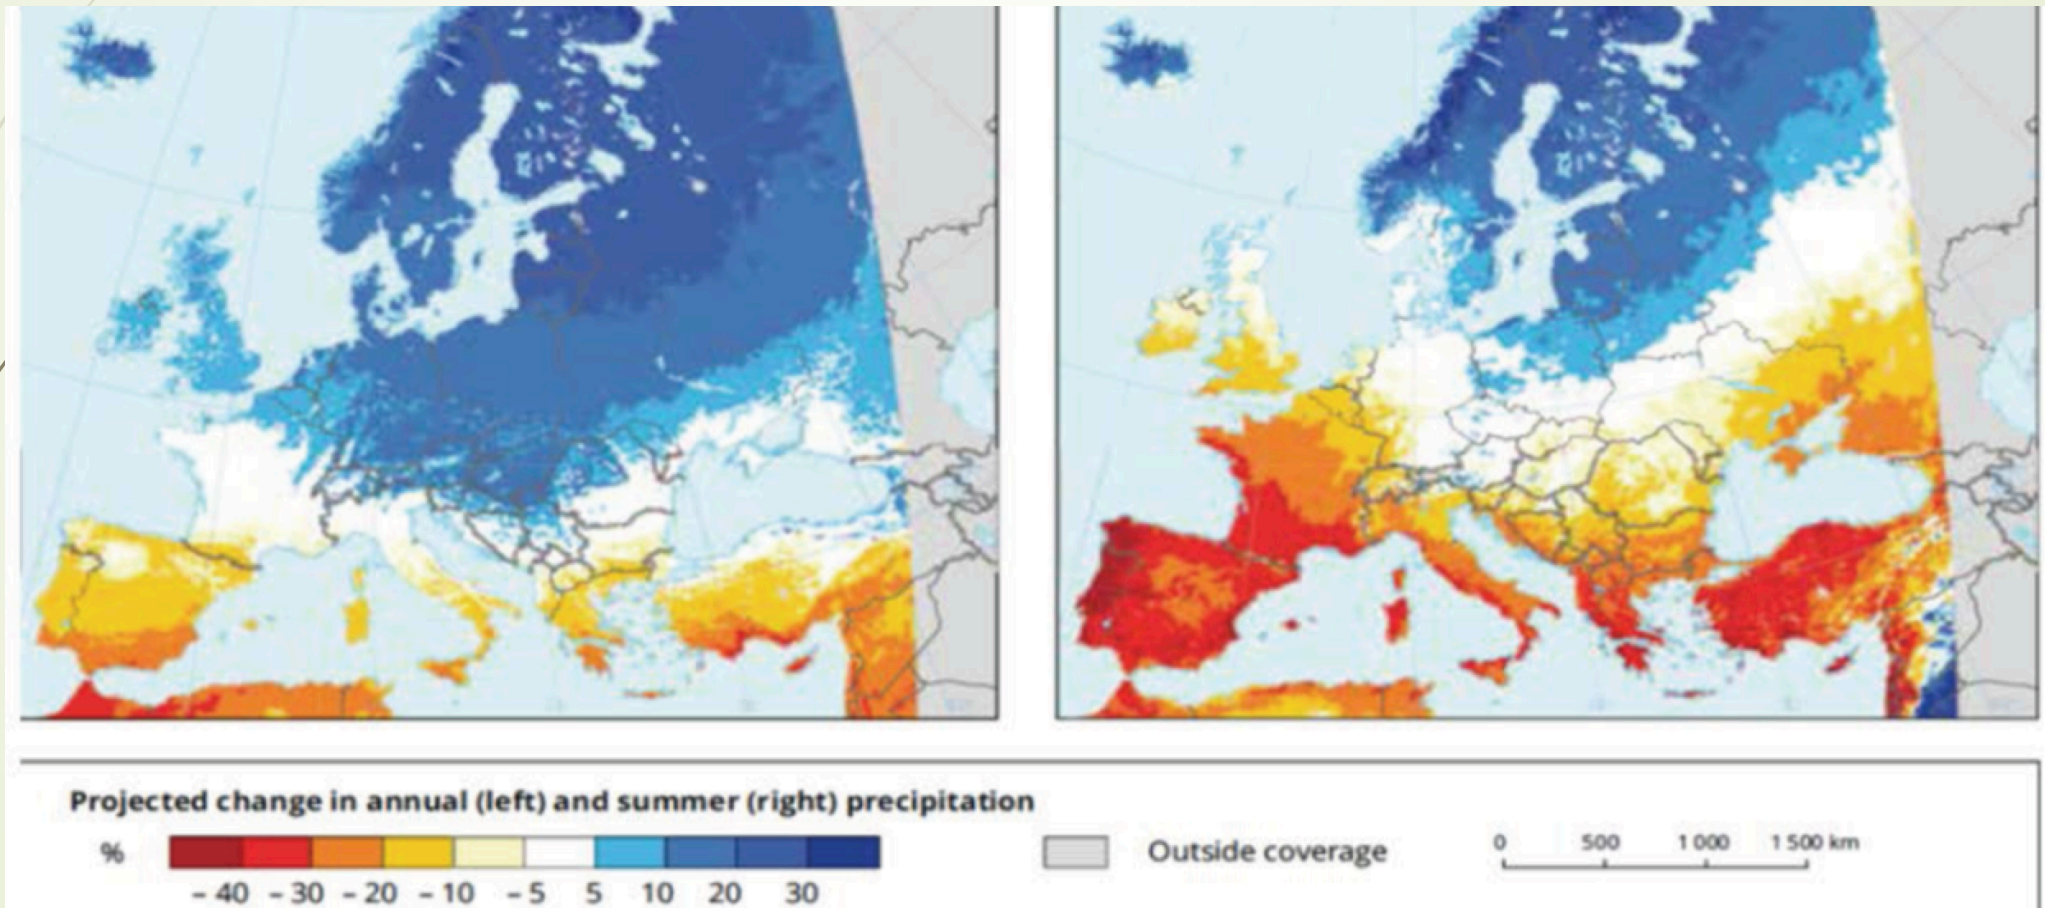 Projected change in annual (left) and summer (right) precipitation
%
– 40 – 30 – 20 – 10 – 5 5 10 20 30
Outside coverage
0 500 1 000 1 500 km